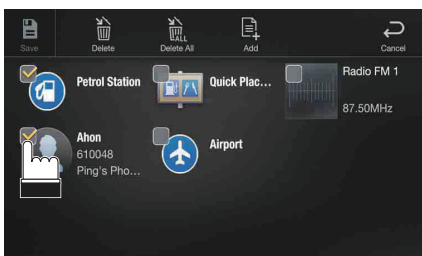 Save
Delete
ALL
Delete All
Add
Cancel
Petrol Station
Quick Plac...
Radio FM 1
87.50MHz
Ahon
610048
Ping's Pho...
Airport